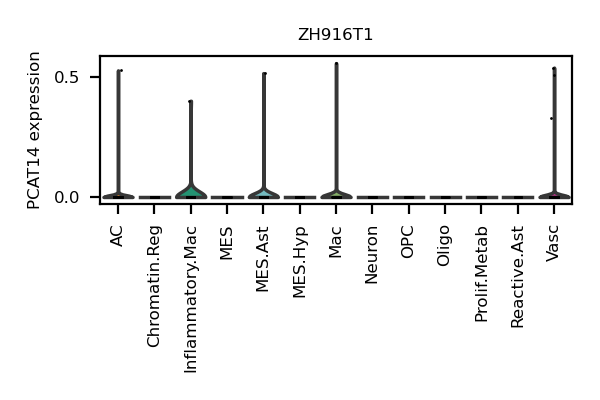 ZH916T1
PCAT14 expression
0.5
0.0
AC
Chromatin.Reg
Inflammatory.Mac
MES
MES.Ast
MES.Hyp
Mac
Neuron
OPC
Oligo
Prolif.Metab
Reactive.Ast
Vasc